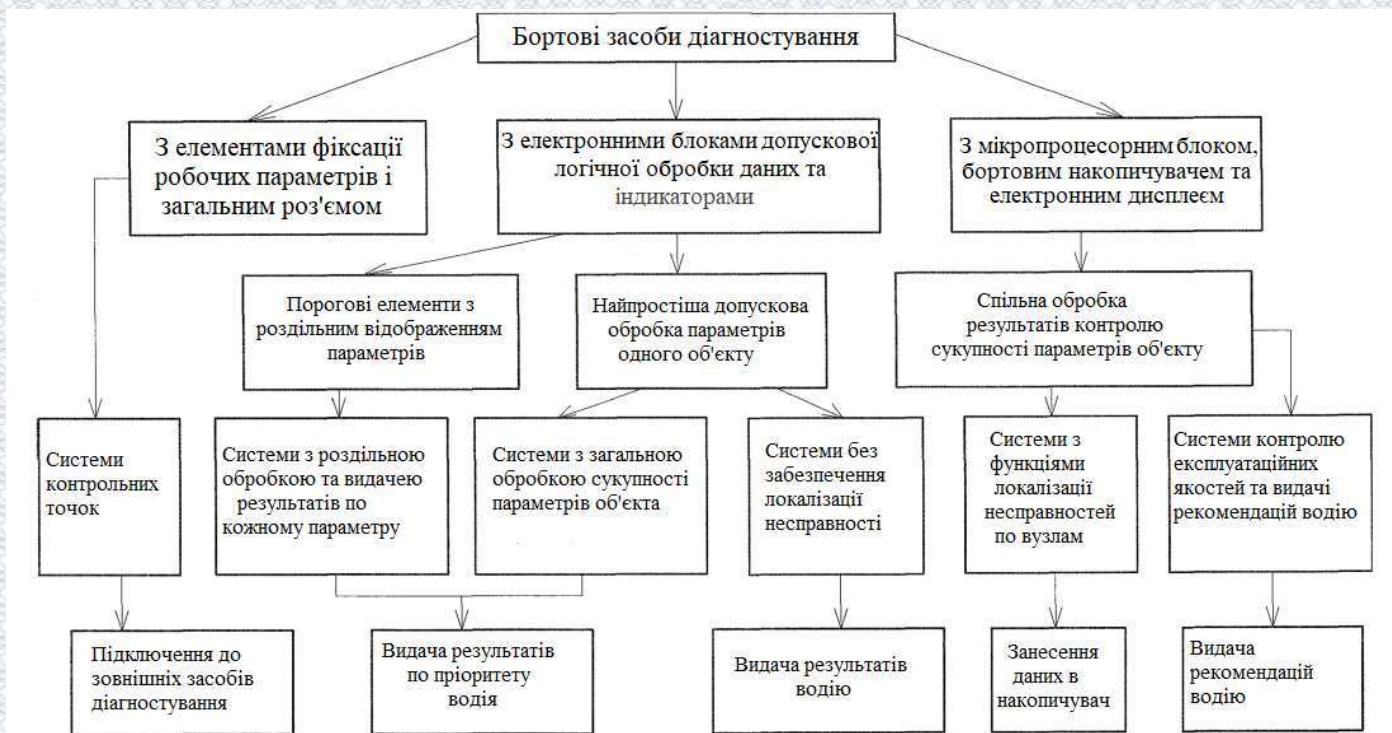 Бортові засоби діагностування
З елементами фіксації
робочих параметрів і
загальним роз'ємом
З електронними блоками допускової
логічної обробки даних та
індикаторами
З мікропроцесорним блоком,
бортовим накопичувачем та
електронним дисплеєм
Порогові елементи з
роздільним відображенням
параметрів
Найпростіша допускова
обробка параметрів
одного об'єкту
Спільна обробка
результатів контролю
сукупності параметрів об'єкту
Системи
контрольних
точок
Системи з роздільною
обробкою та видачею
результатів по
кожному параметру
Системи з загальною
обробкою сукупності
параметрів об'єкта
Системи без
забезпечення
локалізації
несправності
Системи з
функціями
локалізації
несправностей
по вузлам
Системи контролю
експлуатаційних
якостей та видачі
рекомендацій водію
Підключення до
зовнішніх засобів
діагностування
Видача результатів
по пріоритету
водія
Видача результатів
водію
Занесення
даних в
накопичувач
Видача
рекомендацій
водію